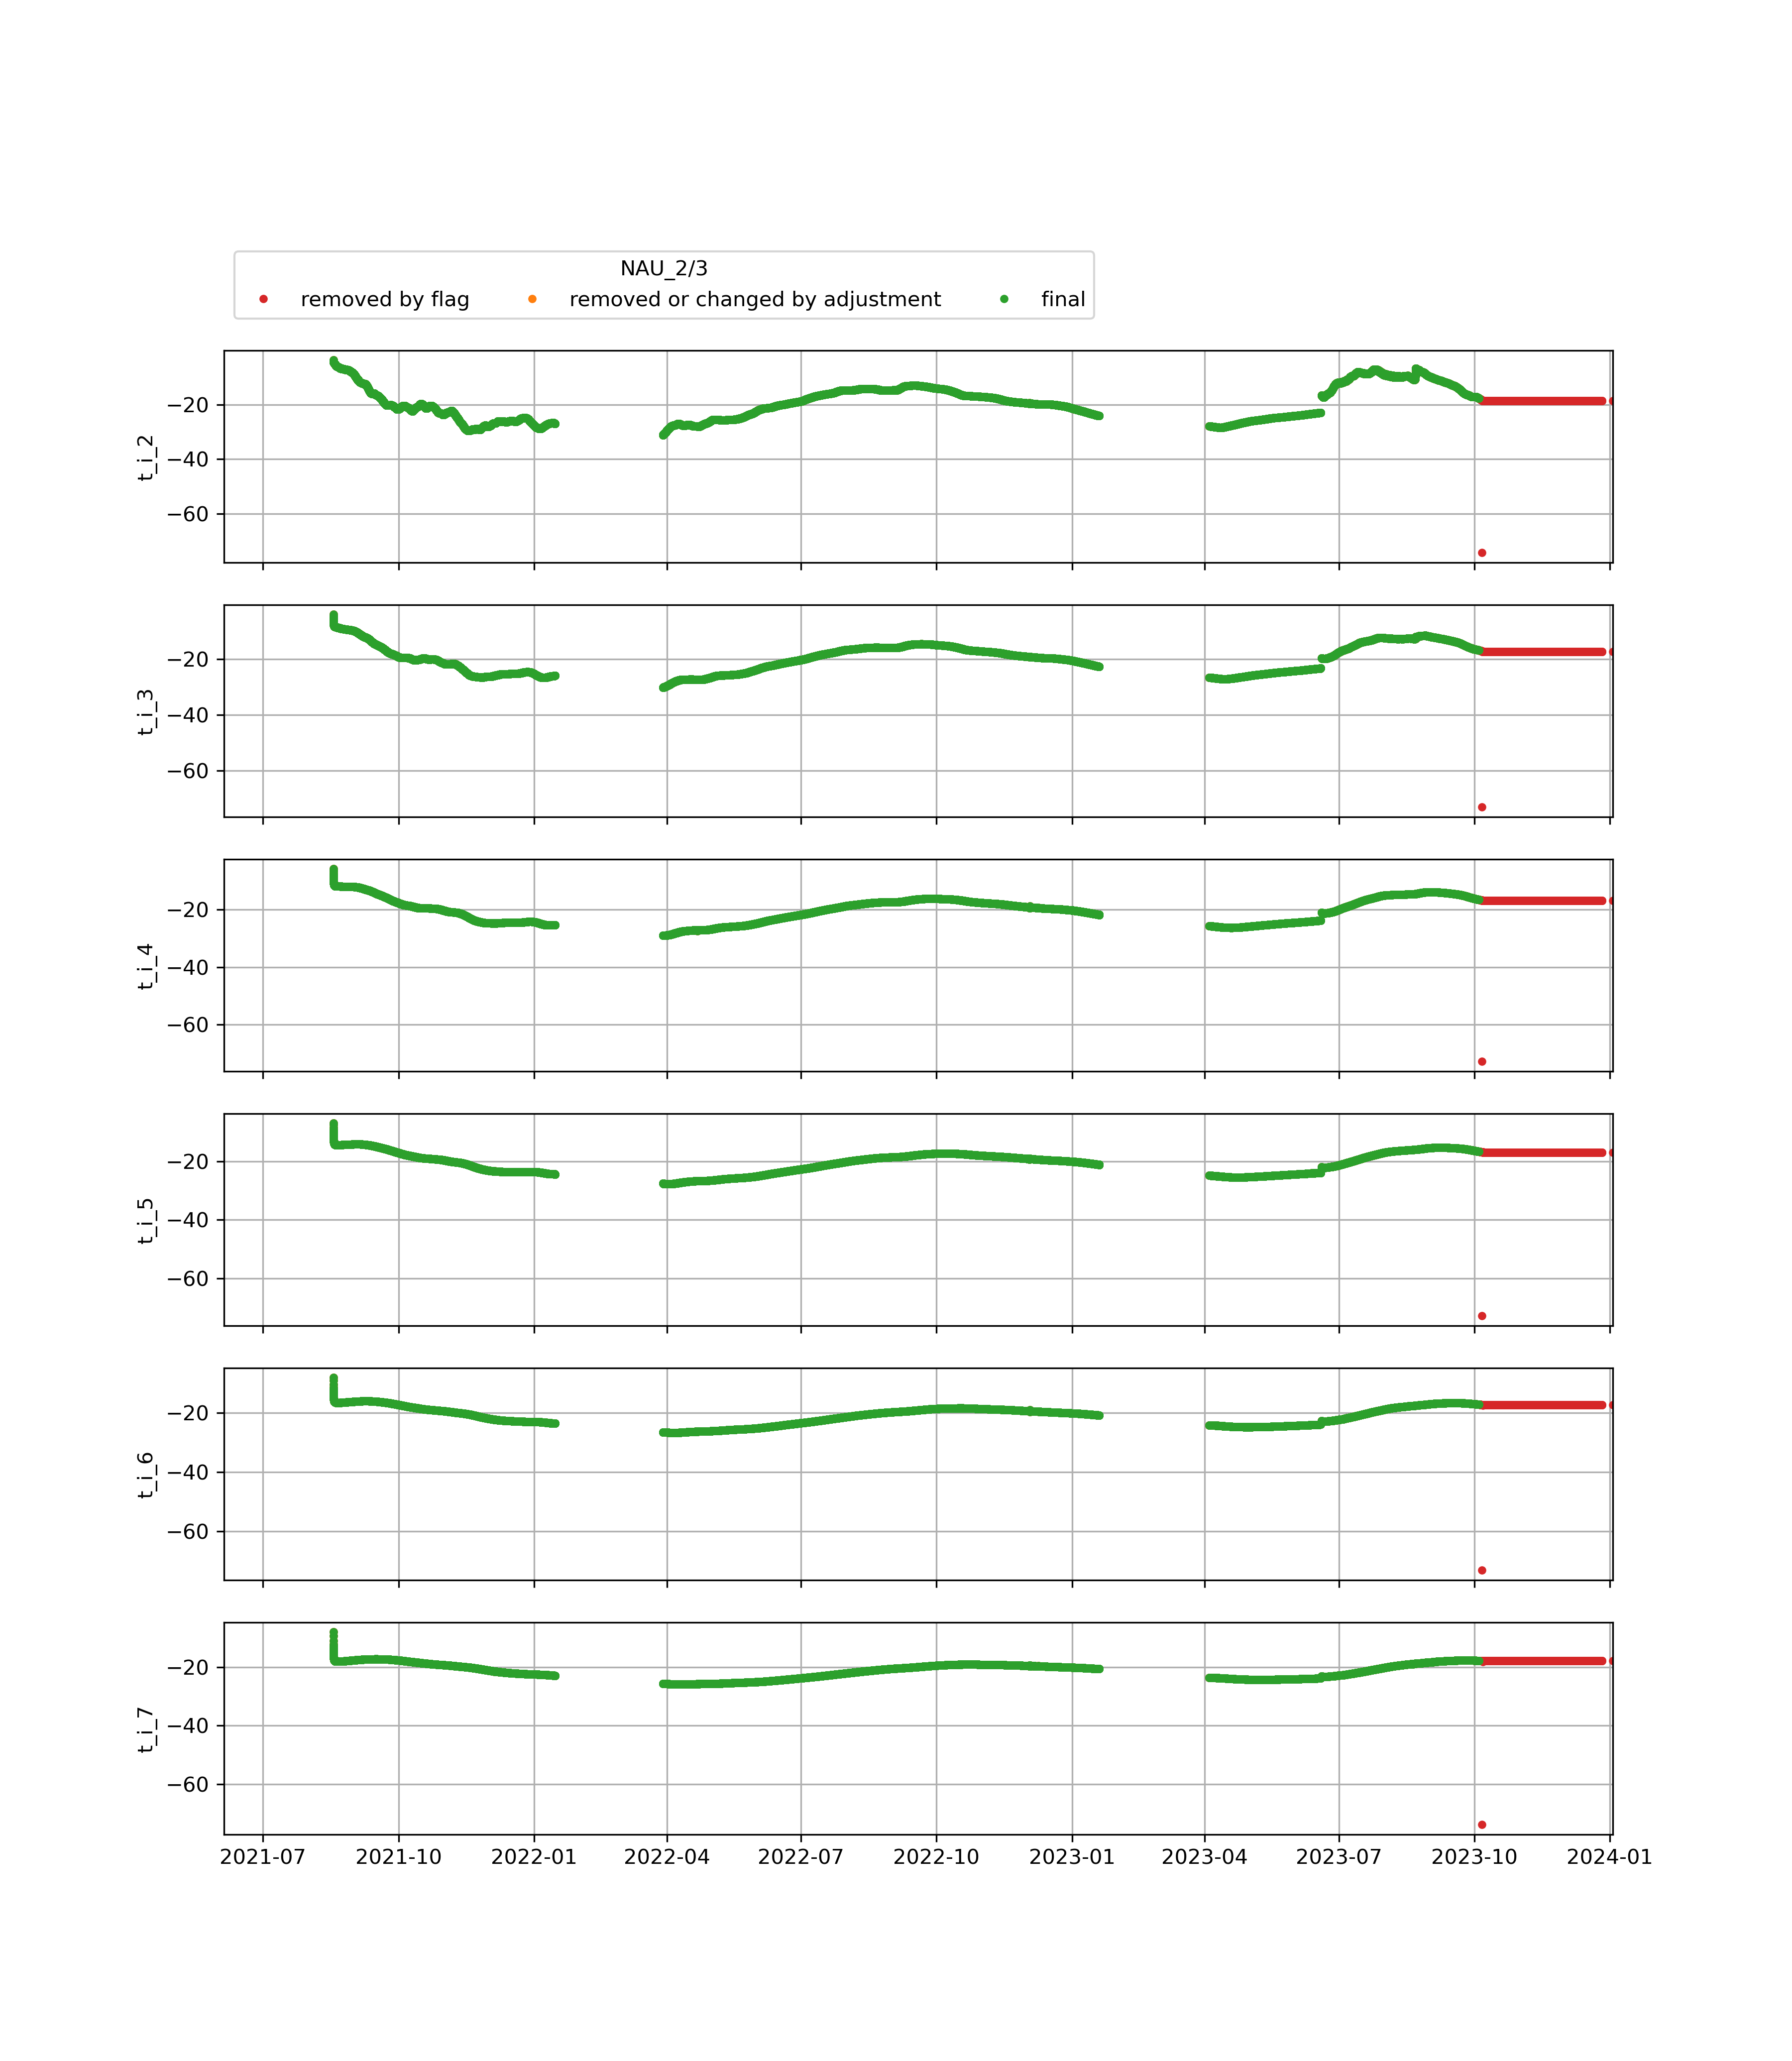 NAU_2/3
removed by flag removed or changed by adjustment final
−20
−40
−60
t_i_2
−20
−40
−60
t_i_3
−20
−40
−60
t_i_4
−20
−40
−60
t_i_5
−20
−40
−60
t_i_6
−20
−40
−60
t_i_7
2021-07 2021-10 2022-01 2022-04 2022-07 2022-10 2023-01 2023-04 2023-07 2023-10 2024-01